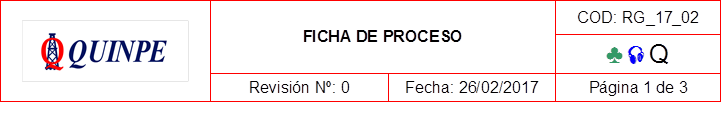 QUINPE
FICHA DE PROCESO
COD: RG_17_02
♣ 🎧 Q
Revisión Nº: 0
Fecha: 26/02/2017
Página 1 de 3